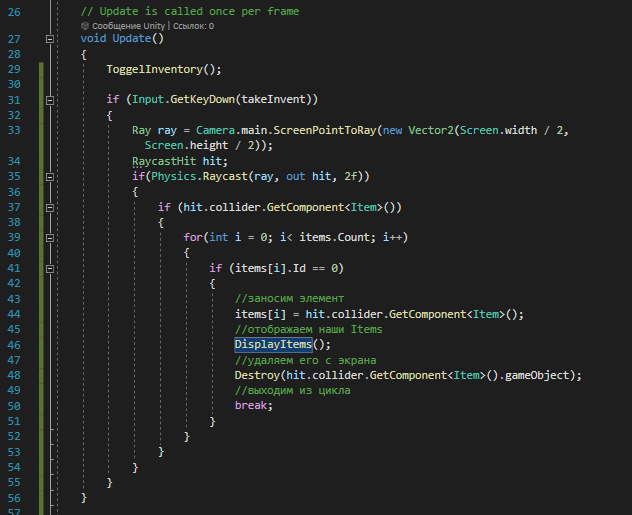 26 // Update is called once per frame
Сообщение Unity | Ссылок: 0
27 void Update()
28 {
29 ToggelInventory();
30
31 if (Input.GetKeyDown(takeInvent))
32 {
33 Ray ray = Camera.main.ScreenPointToRay(new Vector2(Screen.width / 2,
Screen.height / 2));
34 RaycastHit hit;
35 if(Physics.Raycast(ray, out hit, 2f))
36 {
37 if (hit.collider.GetComponent<Item>())
38 {
39 for(int i = 0; i< items.Count; i++)
40 {
41 if (items[i].Id == 0)
42 {
43 //заносим элемент
44 items[i] = hit.collider.GetComponent<Item>();
45 //отображаем наши Items
46 DisplayItems();
47 //удаляем его с экрана
48 Destroy(hit.collider.GetComponent<Item>().gameObject);
49 //выходим из цикла
50 break;
51 }
52 }
53 }
54 }
55 }
56 }
57